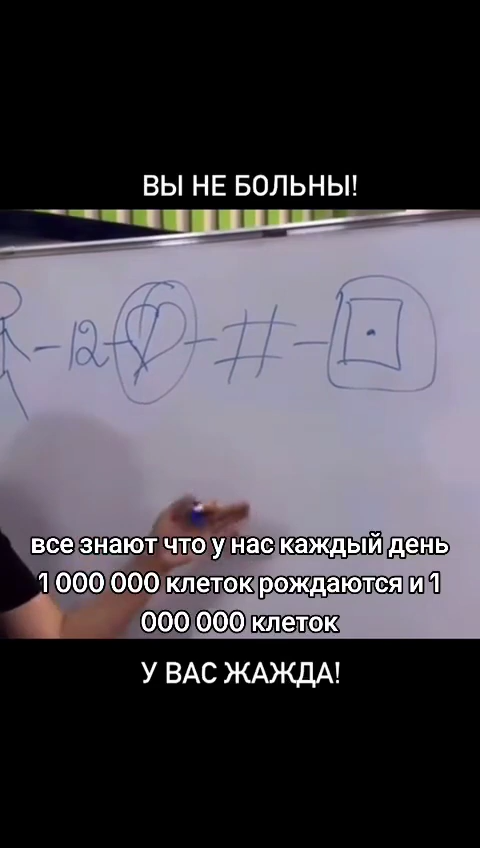 ВЫ НЕ БОЛЬНЫ!
-12- - # -
все знают что у нас каждый день
1 000 000 клеток рождаются и 1
000 000 клеток
У ВАС ЖАЖДА!